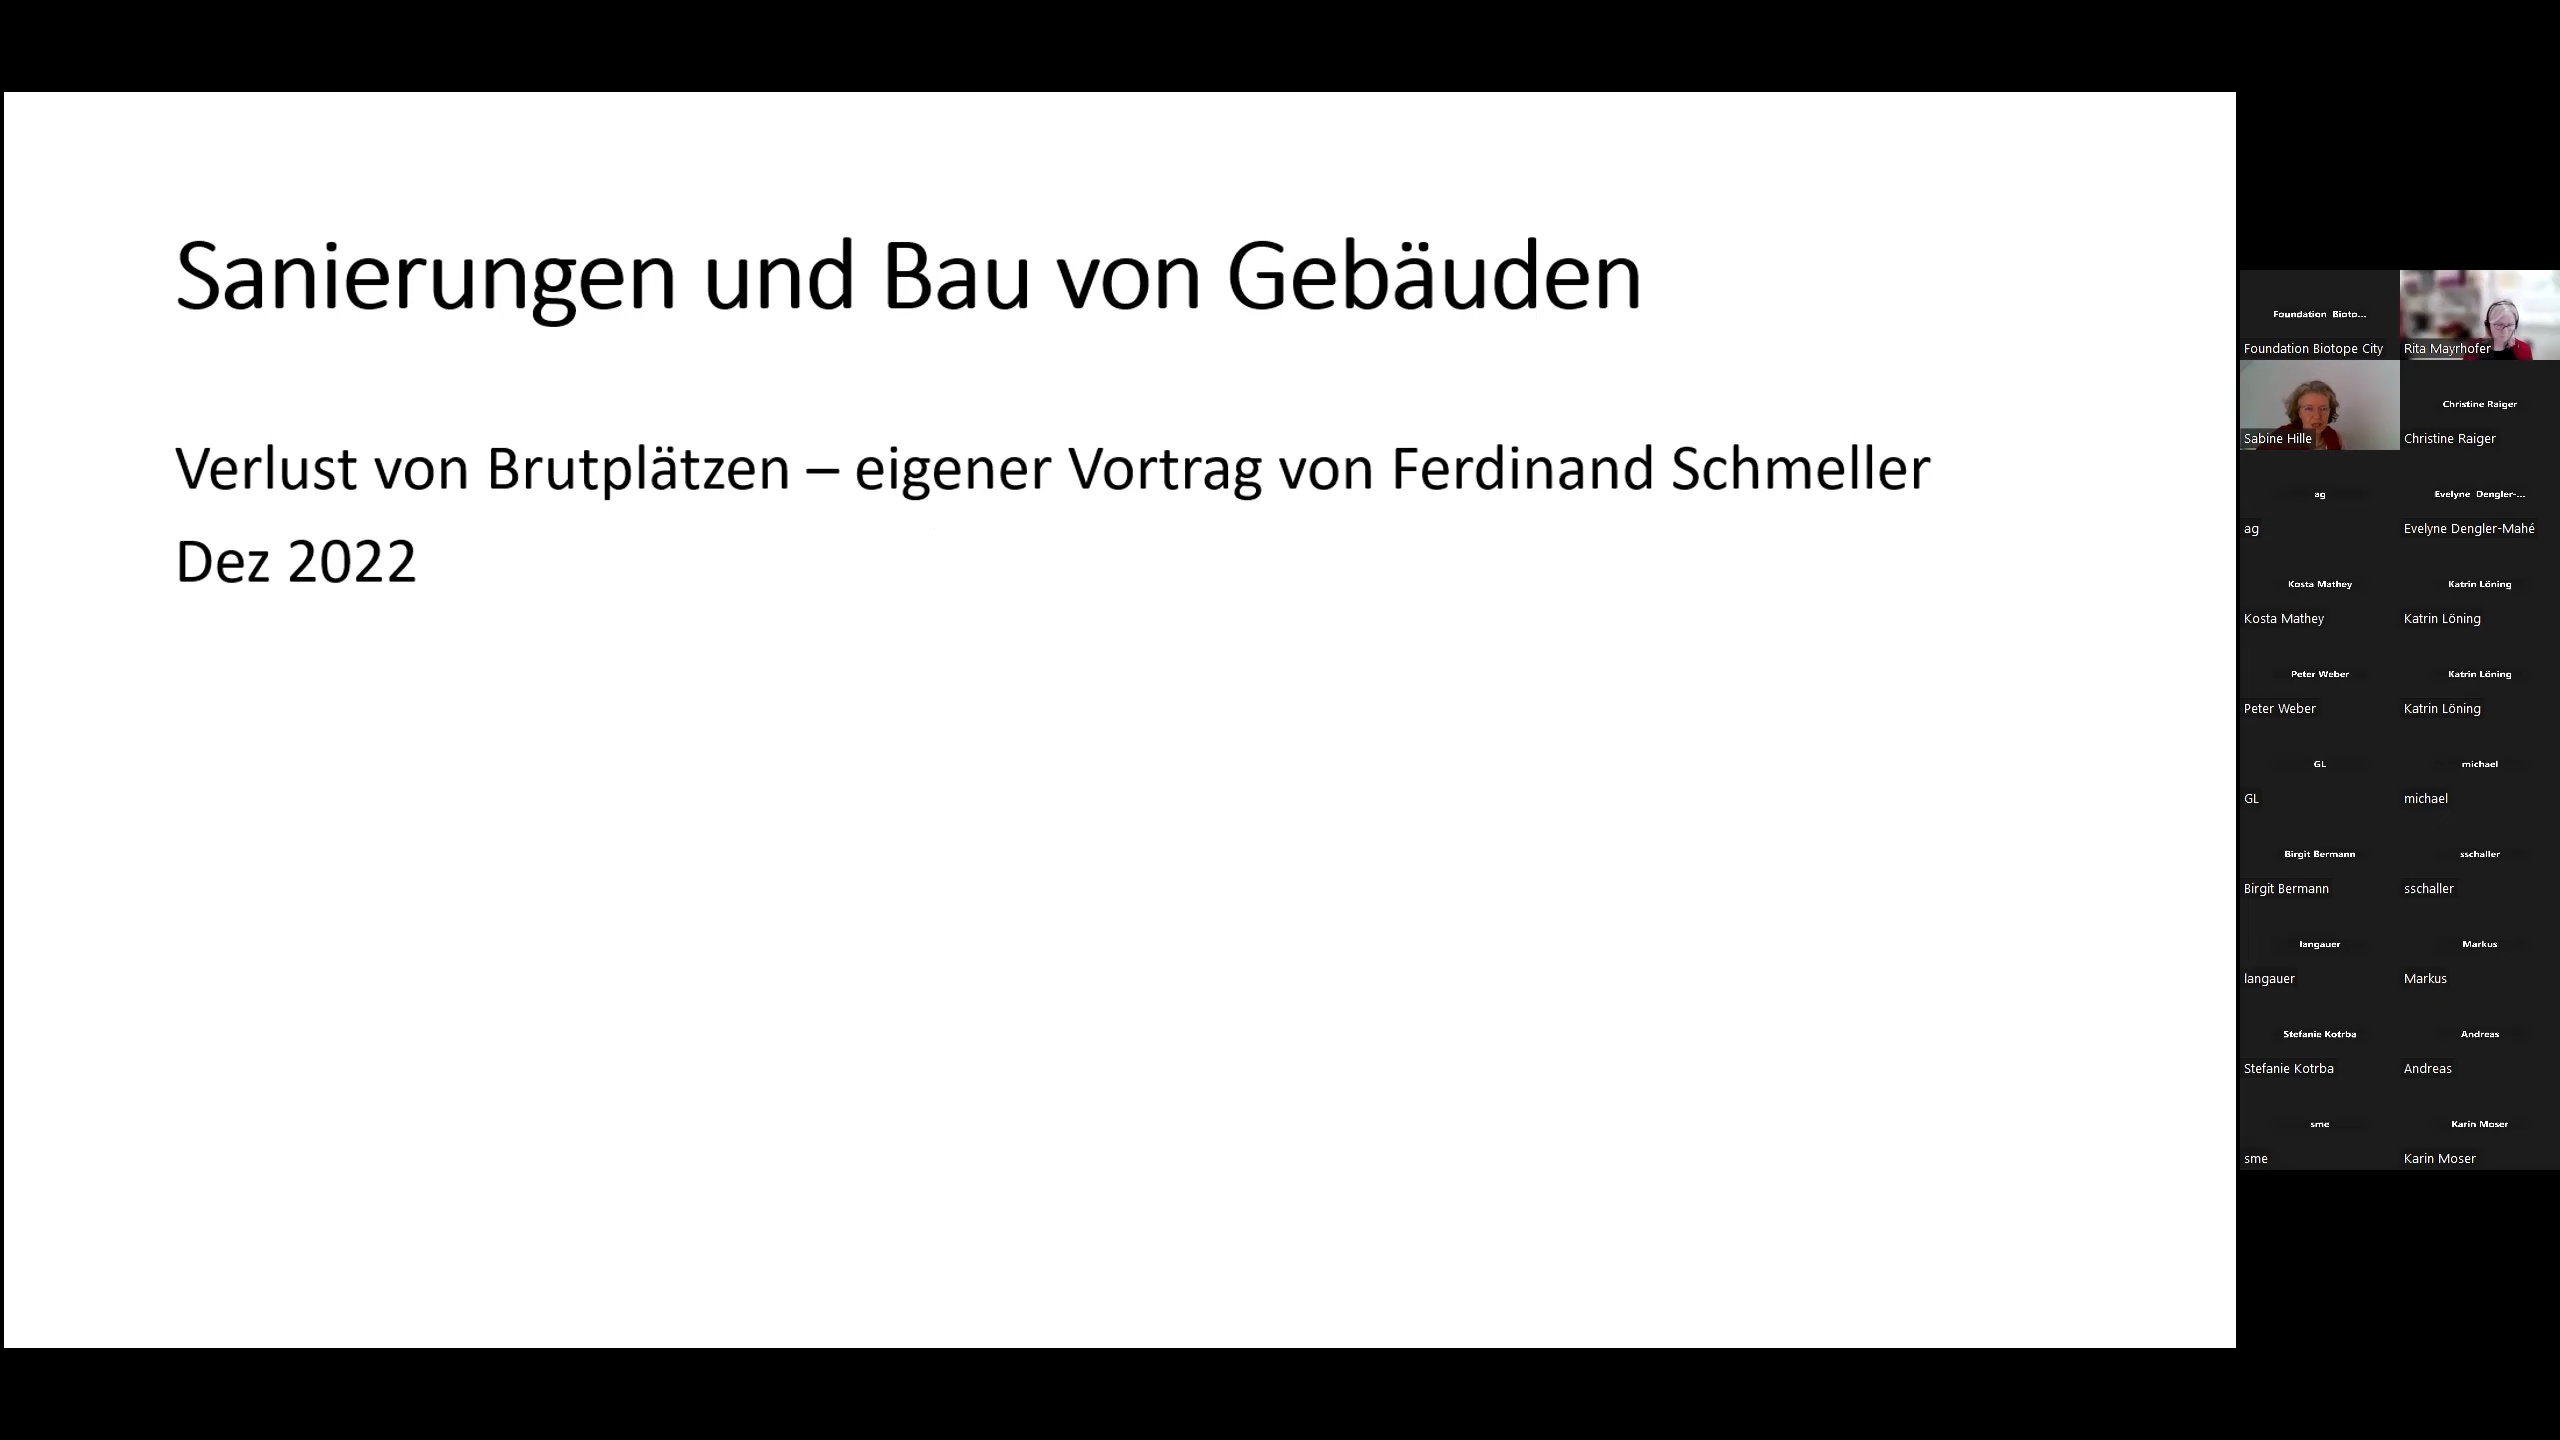 Sanierungen und Bau von Gebäuden
Verlust von Brutplätzen – eigener Vortrag von Ferdinand Schmeller
Dez 2022
Foundation Bioto...
Foundation Biotope City
Rita Mayrhofer
Sabine Hille
Christine Raiger
Christine Raiger
ag
ag
Evelyne Dengler-...
Evelyne Dengler-Mahé
Kosta Mathey
Kosta Mathey
Katrin Löning
Katrin Löning
Peter Weber
Peter Weber
Katrin Löning
Katrin Löning
GL
GL
michael
michael
Birgit Bermann
Birgit Bermann
sschaller
sschaller
langauer
langauer
Markus
Markus
Stefanie Kotrba
Stefanie Kotrba
Andreas
Andreas
sme
sme
Karin Moser
Karin Moser